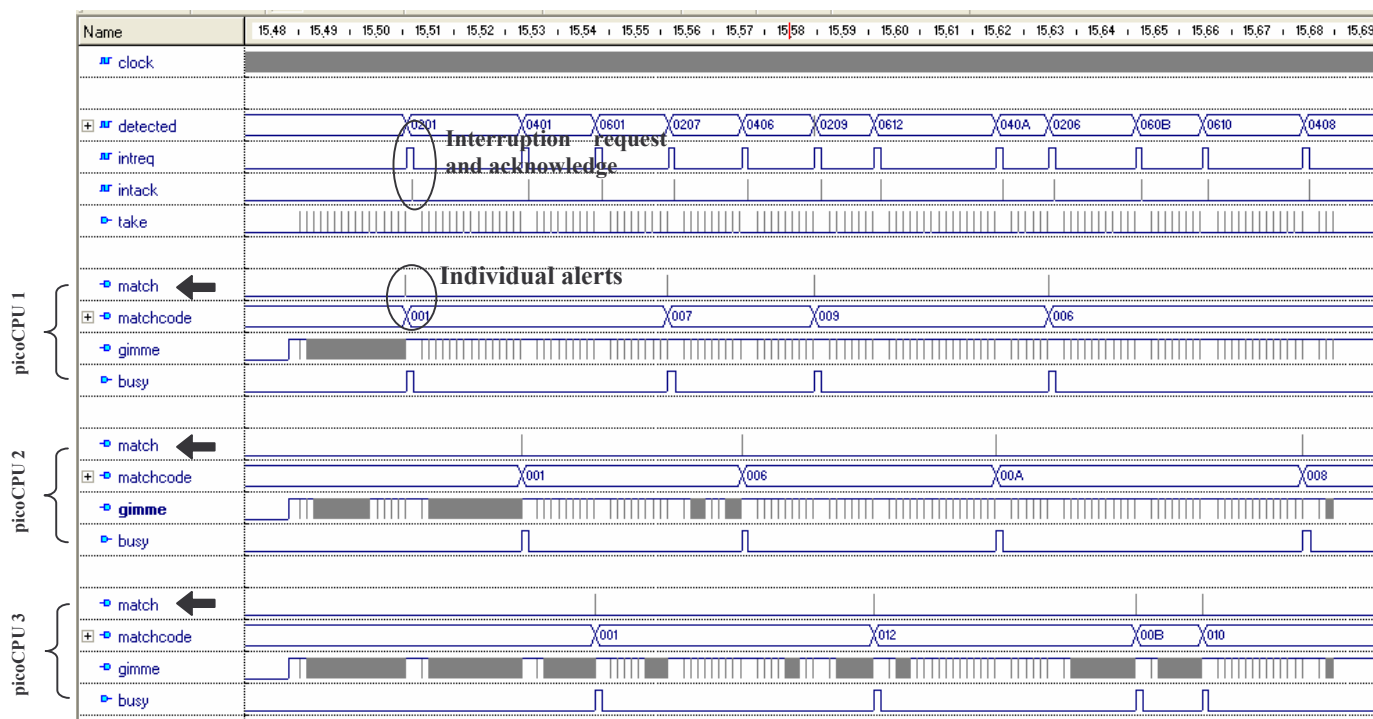 Name 15,48 15,49 15,50 15,51 15,52 15,53 15,54 15,55 15,56 15,57 15,58 15,59 15,60 15,61 15,62 15,63 15,64 15,65 15,66 15,67 15,68 15,69
clock
detected 0201 0401 0601 0207 0406 0209 0612 040A 0206 060B 0610 0408
Interruption request
and acknowledge
intreq
intack
take
Individual alerts
picoCPU 1
match
matchcode 001 007 009 006
gimme
busy
picoCPU 2
match
matchcode 001 006 00A 008
gimme
busy
picoCPU 3
match
matchcode 001 012 00B 010
gimme
busy